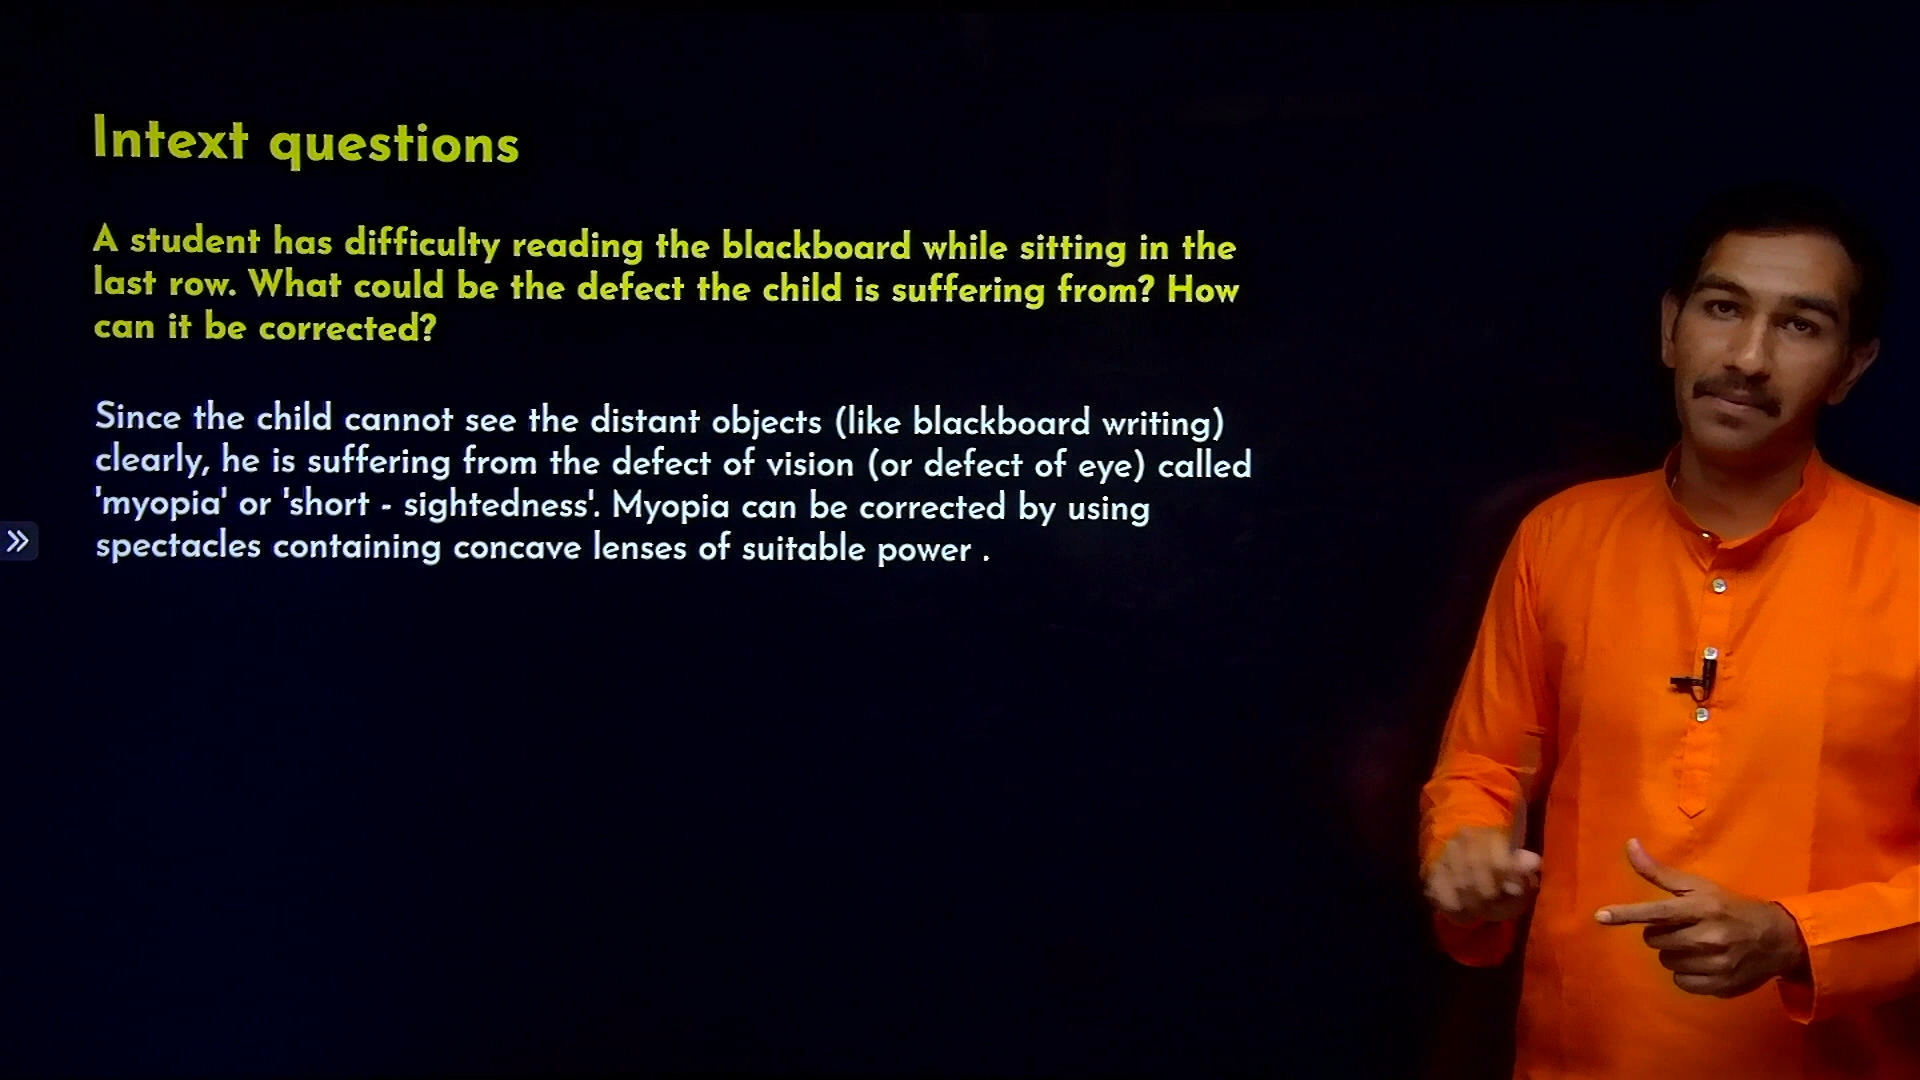 Intext questions
A student has difficulty reading the blackboard while sitting in the
last row. What could be the defect the child is suffering from? How
can it be corrected?
Since the child cannot see the distant objects (like blackboard writing)
clearly, he is suffering from the defect of vision (or defect of eye) called
'myopia' or 'short - sightedness'. Myopia can be corrected by using
spectacles containing concave lenses of suitable power .